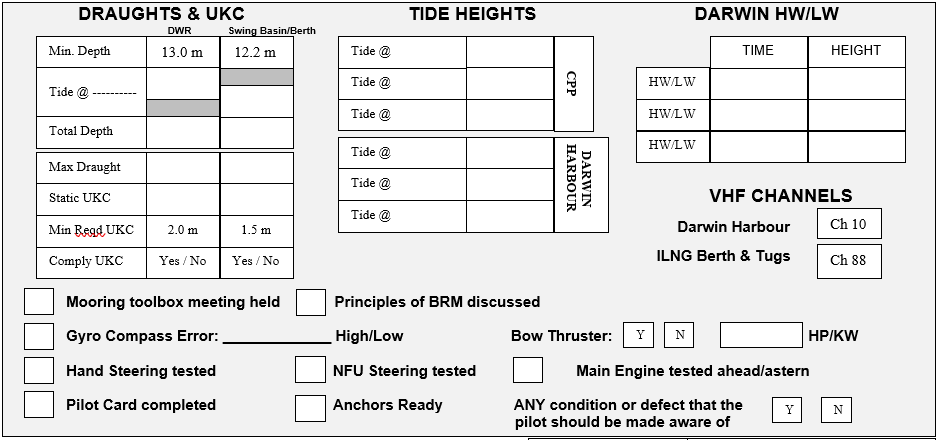 DRAUGHTS & UKC
DWR Swing Basin/Berth
Min. Depth 13.0 m 12.2 m
Tide @ ----------
Total Depth
Max Draught
Static UKC
Min Reqd UKC 2.0 m 1.5 m
Comply UKC Yes / No Yes / No
TIDE HEIGHTS
Tide @
Tide @
Tide @
CPP
Tide @
Tide @
Tide @
DARWIN
HARBOUR
DARWIN HW/LW
TIME HEIGHT
HW/LW
HW/LW
HW/LW
VHF CHANNELS
Darwin Harbour Ch 10
ILNG Berth & Tugs Ch 88
Mooring toolbox meeting held Principles of BRM discussed
Gyro Compass Error: _____________ High/Low Bow Thruster: Y N HP/KW
Hand Steering tested NFU Steering tested Main Engine tested ahead/astern
Pilot Card completed Anchors Ready ANY condition or defect that the
pilot should be made aware of Y N